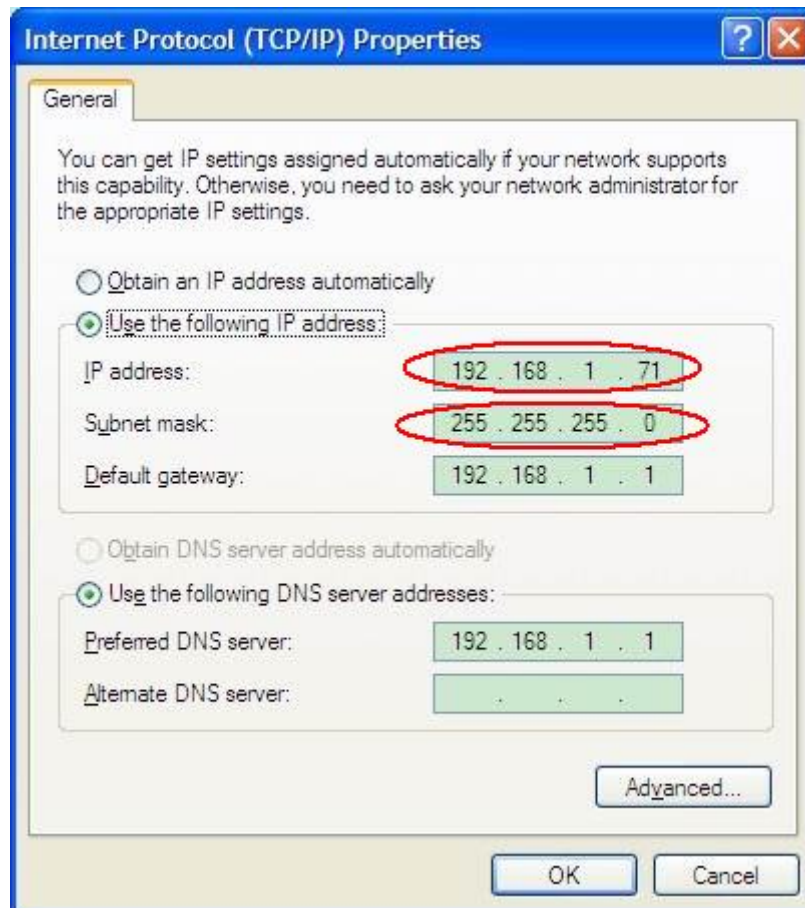 Internet Protocol (TCP/IP) Properties
General
You can get IP settings assigned automatically if your network supports
this capability. Otherwise, you need to ask your network administrator for
the appropriate IP settings.
Obtain an IP address automatically
Use the following IP address:
IP address: 192 . 168 . 1 . 71
Subnet mask: 255 . 255 . 255 . 0
Default gateway: 192 . 168 . 1 . 1
Obtain DNS server address automatically
Use the following DNS server addresses:
Preferred DNS server: 192 . 168 . 1 . 1
Alternate DNS server: . . .
Advanced...
OK Cancel